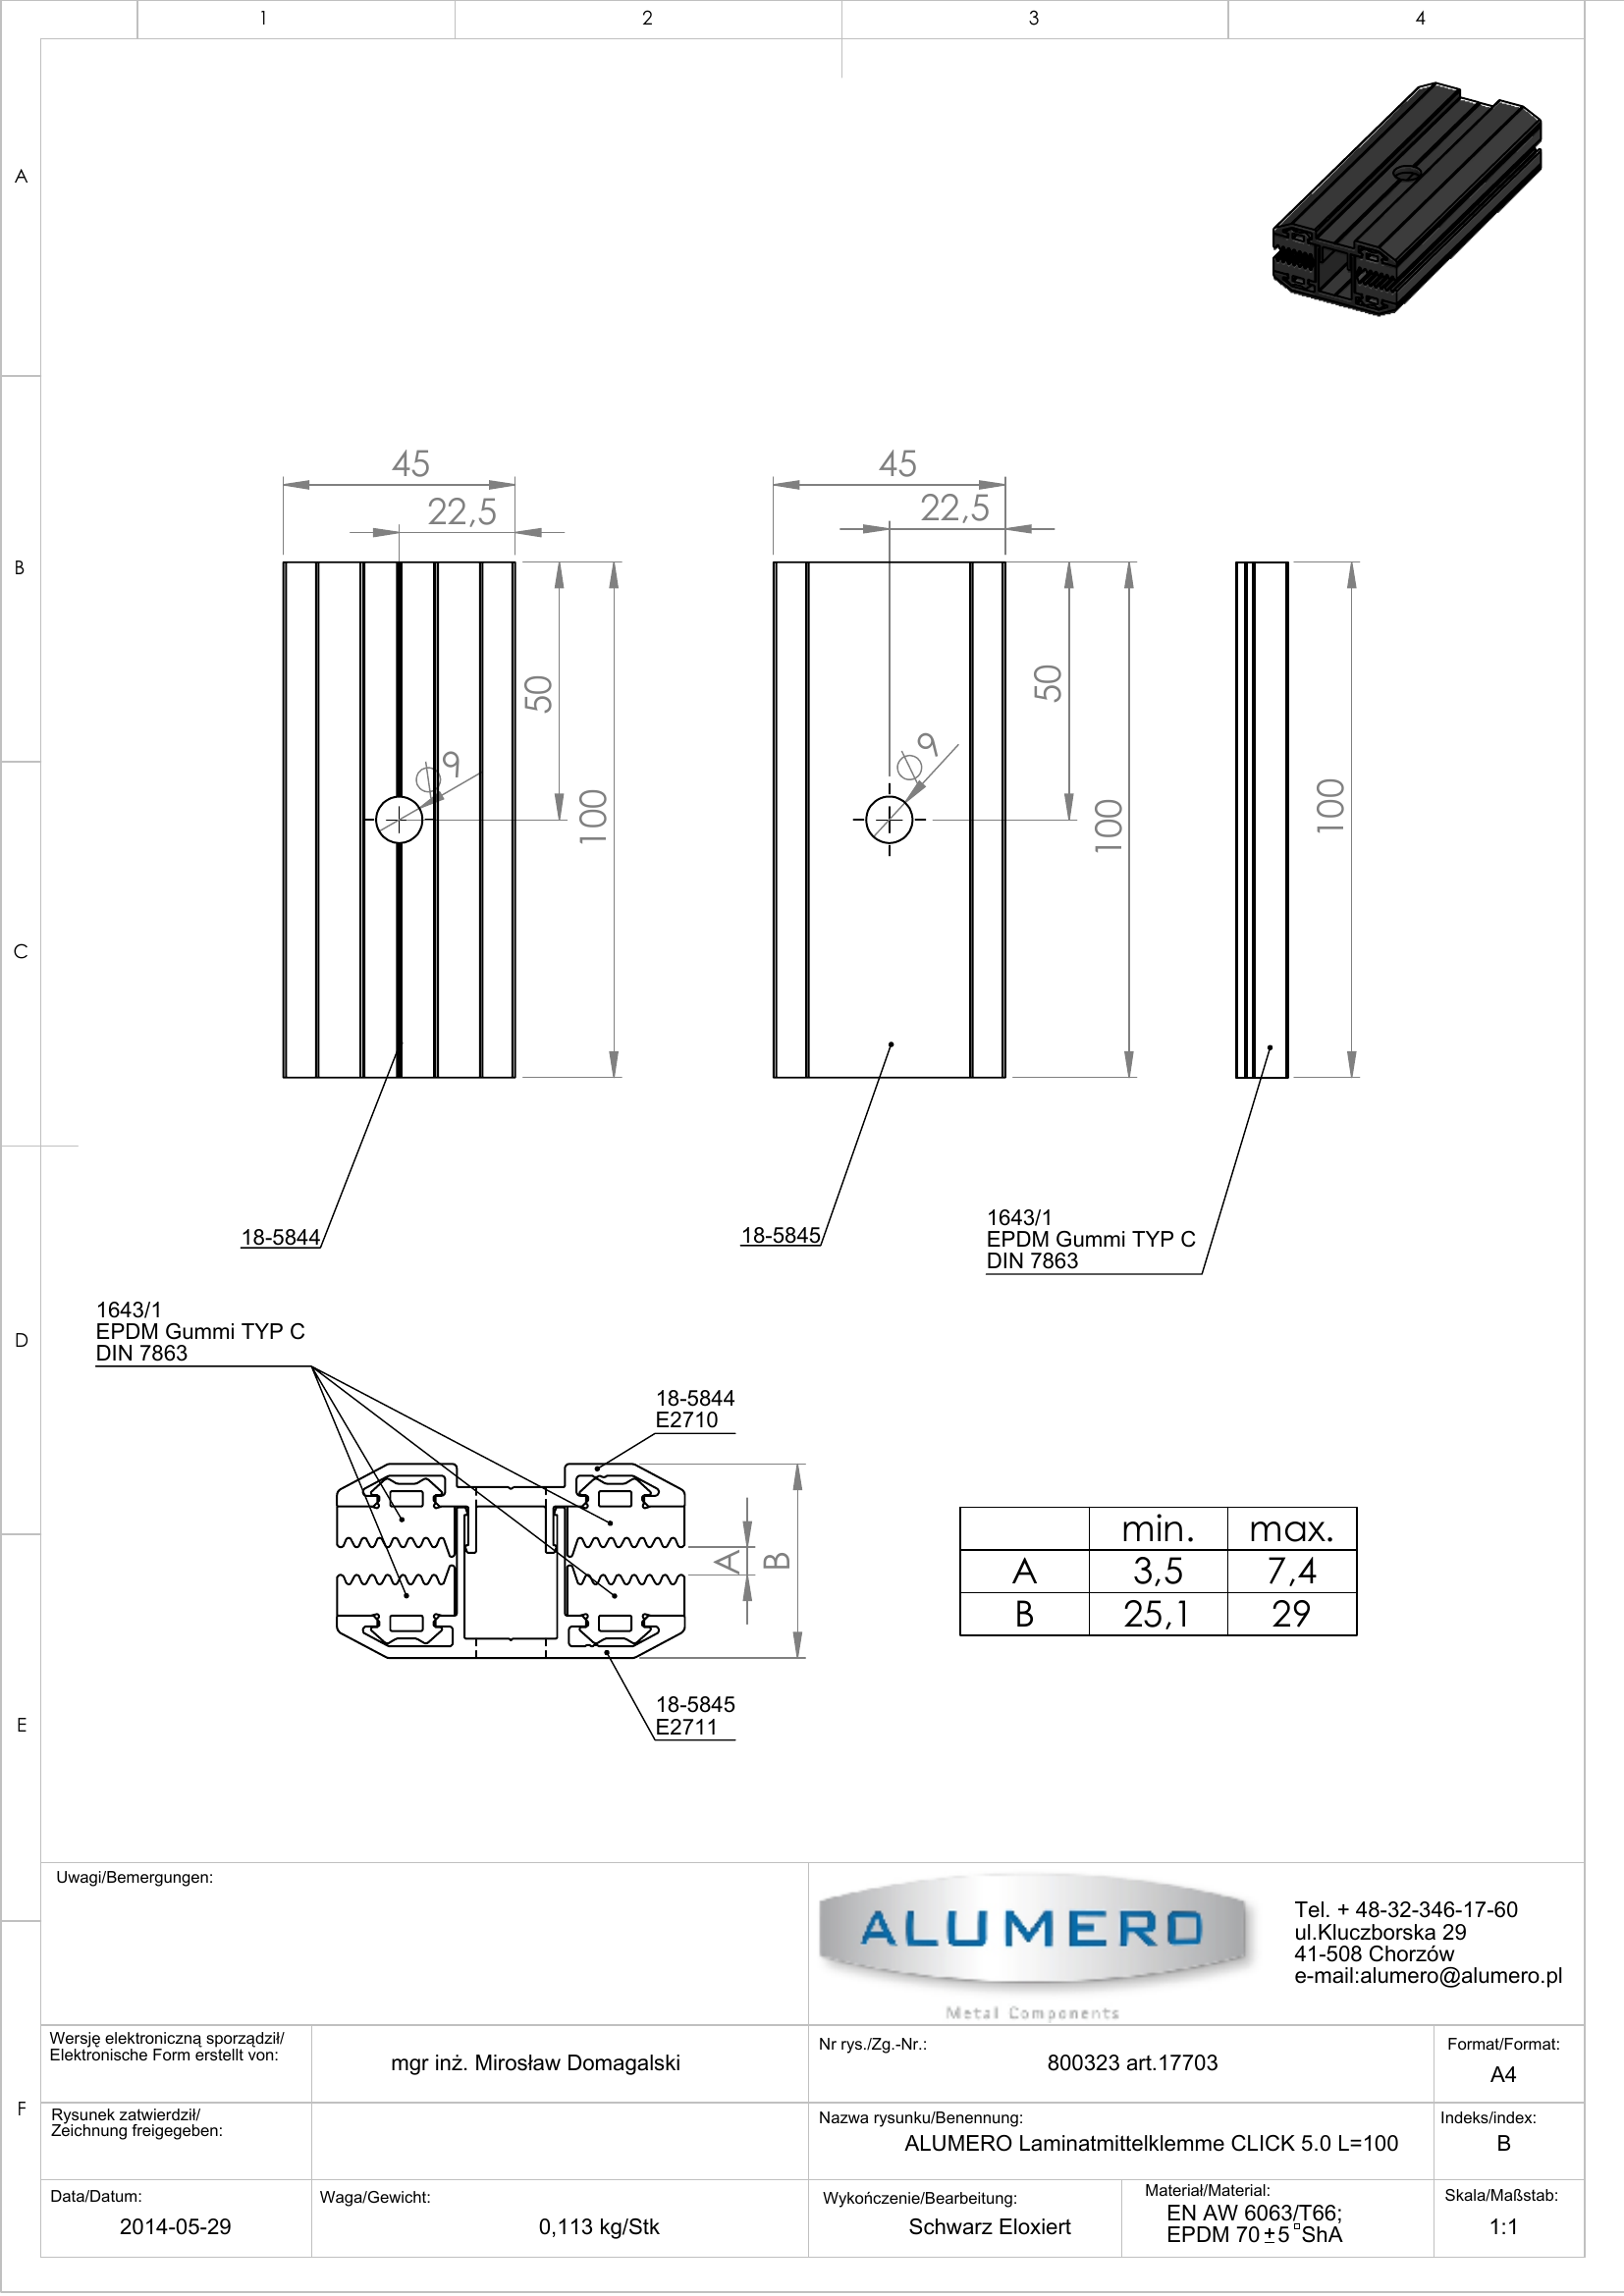 1 2 3 4
A
B
C
D
E
F
45
22,5
50
100
⌀9
18-5844
45
22,5
50
100
⌀9
18-5845
100
1643/1
EPDM Gummi TYP C
DIN 7863
1643/1
EPDM Gummi TYP C
DIN 7863
18-5844
E2710
A
B
18-5845
E2711
min. max.
A 3,5 7,4
B 25,1 29
Uwagi/Bemergungen:
ALUMERO
Metal Components
Tel. + 48-32-346-17-60
ul.Kluczborska 29
41-508 Chorzów
e-mail:alumero@alumero.pl
Wersję elektroniczną sporządził/
Elektronische Form erstellt von:
mgr inż. Mirosław Domagalski
Nr rys./Zg.-Nr.:
800323 art.17703
Format/Format:
A4
Rysunek zatwierdził/
Zeichnung freigegeben:
Nazwa rysunku/Benennung:
ALUMERO Laminatmittelklemme CLICK 5.0 L=100
Indeks/index:
B
Data/Datum:
2014-05-29
Waga/Gewicht:
0,113 kg/Stk
Wykończenie/Bearbeitung:
Schwarz Eloxiert
Materiał/Material:
EN AW 6063/T66;
EPDM 70±5°ShA
Skala/Maßstab:
1:1